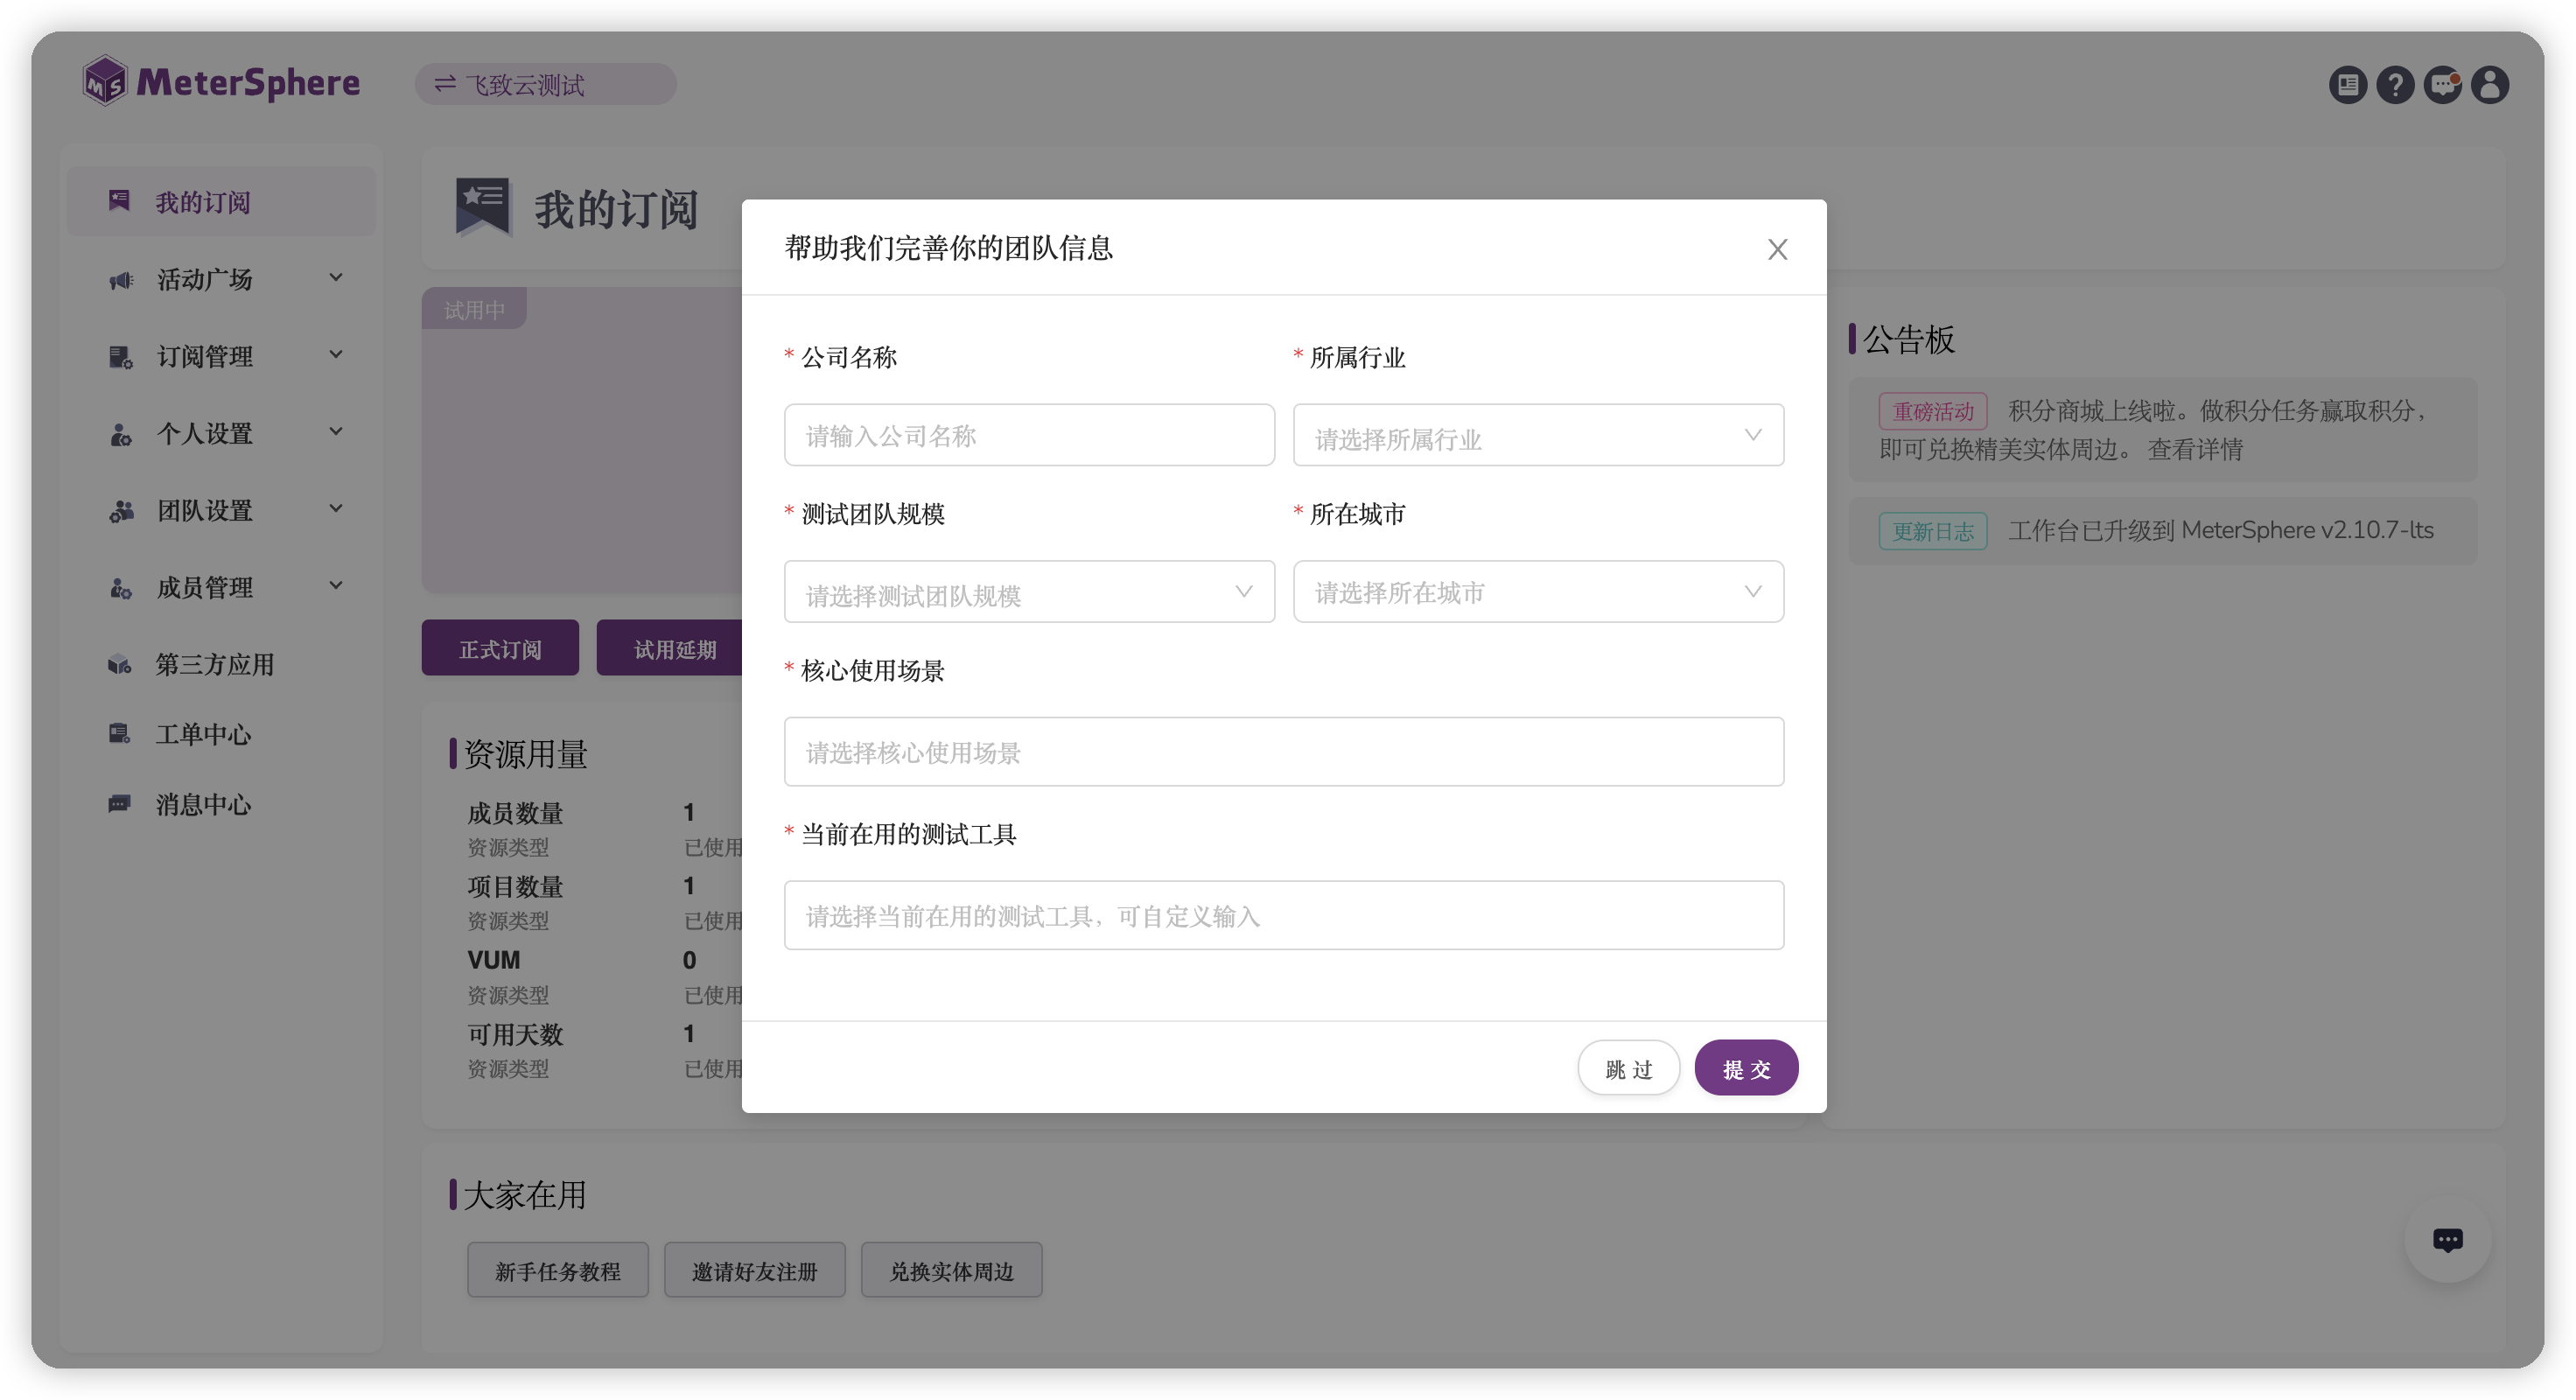 MeterSphere
飞致云测试
我的订阅
活动广场
订阅管理
个人设置
团队设置
成员管理
第三方应用
工单中心
消息中心
我的订阅
试用中
正式订阅
试用延期
资源用量
成员数量 1
资源类型 已使用
项目数量 1
资源类型 已使用
VUM 0
资源类型 已使用
可用天数 1
资源类型 已使用
帮助我们完善你的团队信息
* 公司名称
请输入公司名称
* 所属行业
请选择所属行业
* 测试团队规模
请选择测试团队规模
* 所在城市
请选择所在城市
* 核心使用场景
请选择核心使用场景
* 当前在用的测试工具
请选择当前在用的测试工具，可自定义输入
跳 过
提 交
公告板
重磅活动 积分商城上线啦。做积分任务赢取积分，
即可兑换精美实体周边。 查看详情
更新日志 工作台已升级到 MeterSphere v2.10.7-lts
大家在用
新手任务教程
邀请好友注册
兑换实体周边